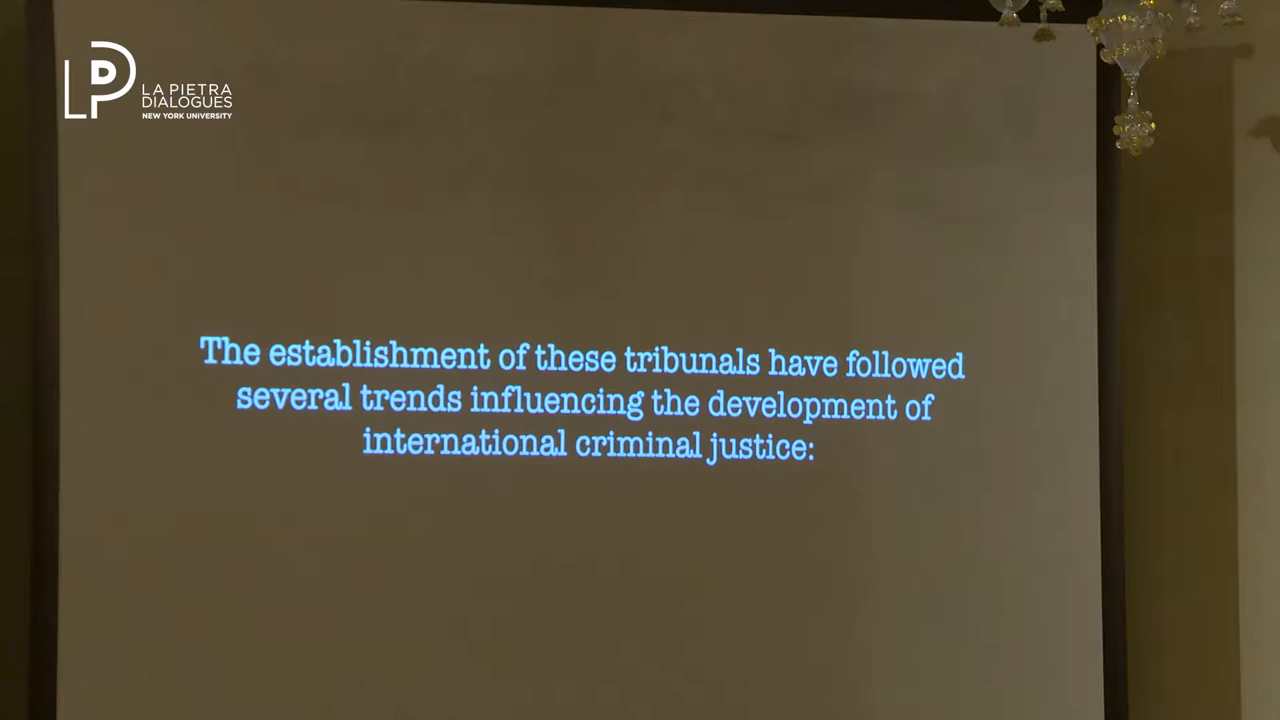 LP
LA PIETRA
DIALOGUES
NEW YORK UNIVERSITY
The establishment of these tribunals have followed
several trends influencing the development of
international criminal justice: